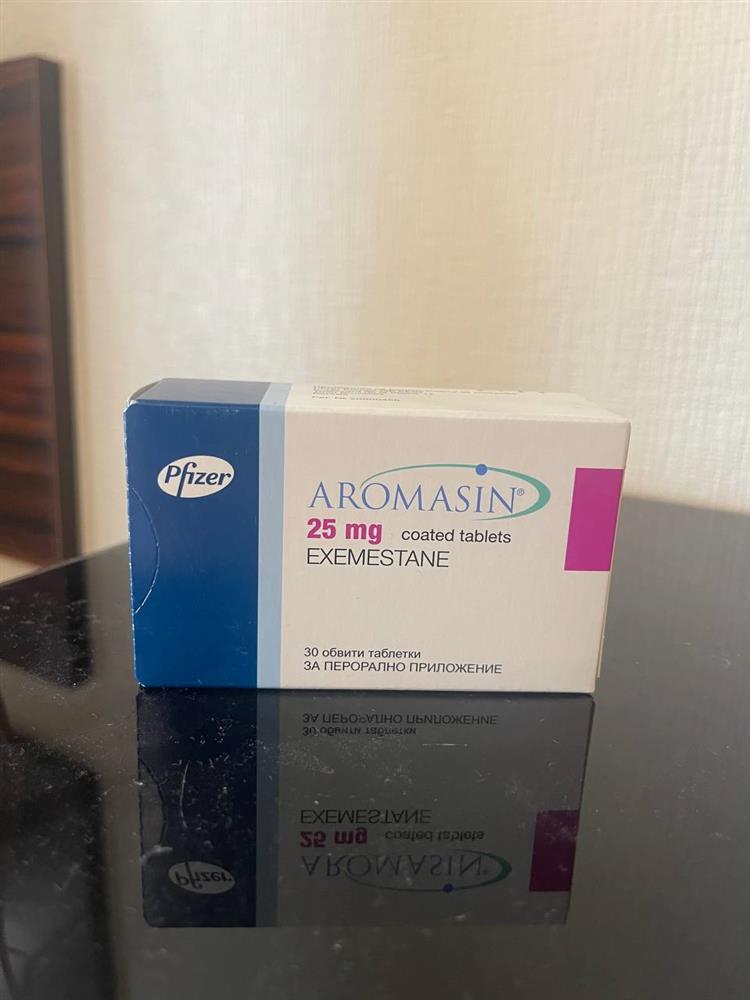 Pfizer
AROMASIN®
25 mg coated tablets
EXEMESTANE
30 обвити таблетки
ЗА ПЕРОРАЛНО ПРИЛОЖЕНИЕ